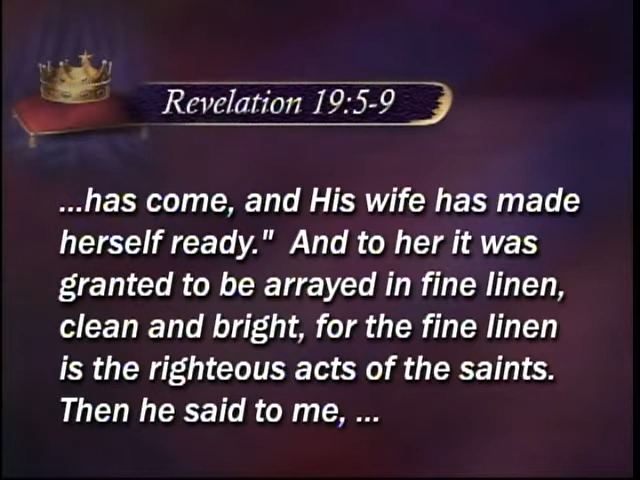 Revelation 19:5-9
...has come, and His wife has made
herself ready."  And to her it was
granted to be arrayed in fine linen,
clean and bright, for the fine linen
is the righteous acts of the saints.
Then he said to me, ...